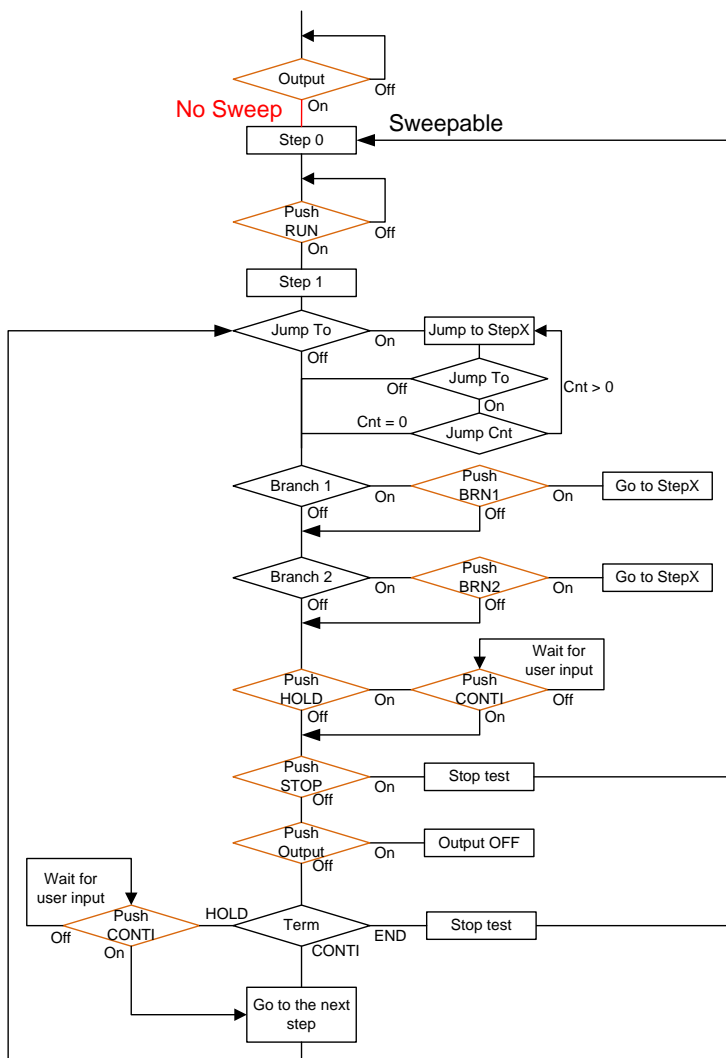 Output
Off
On
No Sweep
Sweepable
Step 0
Push
RUN
Off
On
Step 1
Jump To
On
Jump to StepX
Off
Jump To
Off
Cnt > 0
On
Cnt = 0
Jump Cnt
Branch 1
On
Push
BRN1
On
Go to StepX
Off
Off
Branch 2
On
Push
BRN2
On
Go to StepX
Off
Off
Wait for
user input
Push
HOLD
On
Push
CONTI
Off
Off
On
Push
STOP
On
Stop test
Off
Push
Output
On
Output OFF
Off
Wait for
user input
Push
CONTI
Off
On
HOLD
Term
END
Stop test
CONTI
Go to the next
step